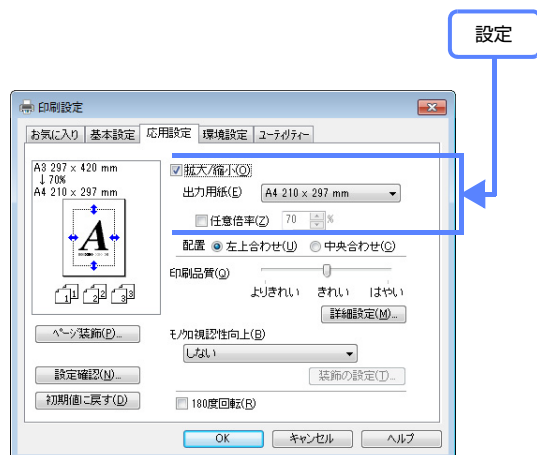 設定
印刷設定
お気に入り 基本設定 応用設定 環境設定 ユーティリティー
A3 297 x 420 mm
↓ 70%
A4 210 x 297 mm
A
1 1 2 2 3 3
拡大/縮小(O)
出力用紙(E) A4 210 x 297 mm
任意倍率(Z) 70 %
配置 左上合わせ(U) 中央合わせ(C)
印刷品質(Q)
よりきれい きれい はやい
詳細設定(M)...
ページ装飾(P)...
モノクロ視認性向上(B)
しない
設定確認(N)...
装飾の設定(T)...
初期値に戻す(D)
180度回転(R)
OK キャンセル ヘルプ